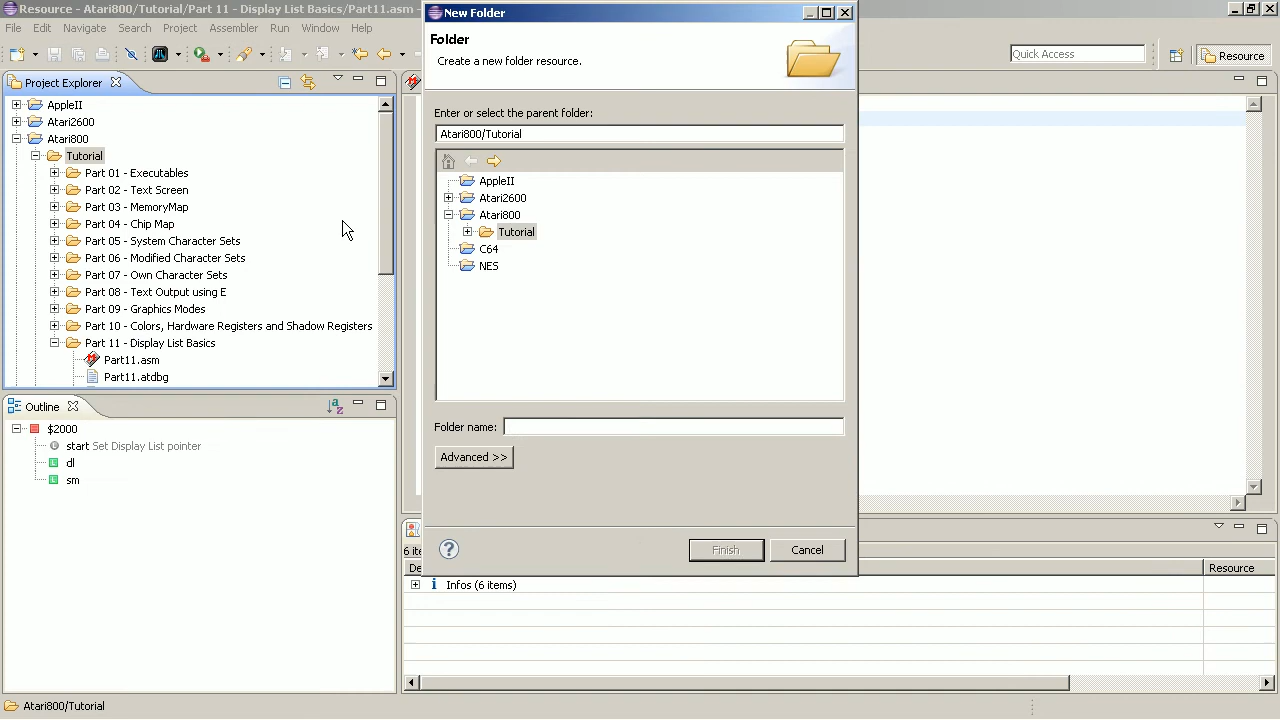 Resource - Atari800/Tutorial/Part 11 - Display List Basics/Part11.asm -
File Edit Navigate Search Project Assembler Run Window Help
Quick Access
Resource
Project Explorer
AppleII
Atari2600
Atari800
Tutorial
Part 01 - Executables
Part 02 - Text Screen
Part 03 - MemoryMap
Part 04 - Chip Map
Part 05 - System Character Sets
Part 06 - Modified Character Sets
Part 07 - Own Character Sets
Part 08 - Text Output using E
Part 09 - Graphics Modes
Part 10 - Colors, Hardware Registers and Shadow Registers
Part 11 - Display List Basics
Part11.asm
Part11.atdbg
Outline
$2000
start Set Display List pointer
dl
sm
New Folder
Folder
Create a new folder resource.
Enter or select the parent folder:
Atari800/Tutorial
AppleII
Atari2600
Atari800
Tutorial
C64
NES
Folder name:
Advanced >>
Finish
Cancel
6 ite
De
Resource
Infos (6 items)
Atari800/Tutorial